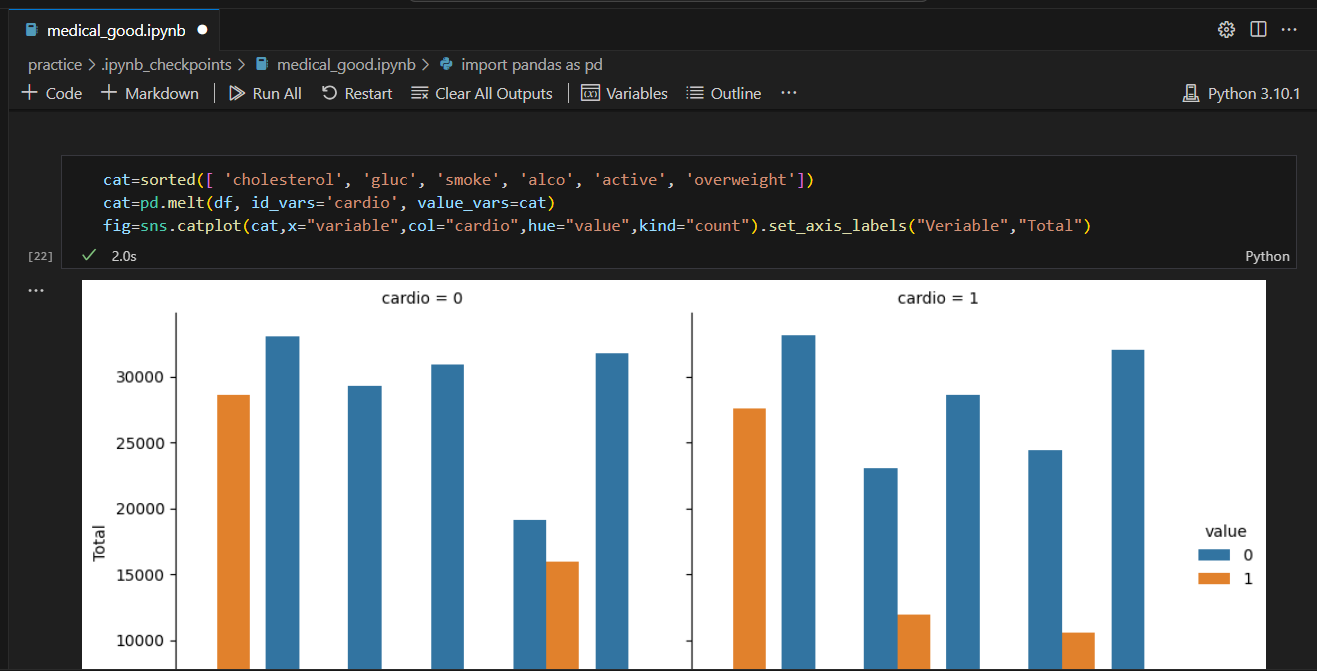 medical_good.ipynb
practice > .ipynb_checkpoints > medical_good.ipynb > import pandas as pd
+ Code + Markdown | Run All Restart Clear All Outputs | Variables Outline ... Python 3.10.1
cat=sorted([ 'cholesterol', 'gluc', 'smoke', 'alco', 'active', 'overweight'])
cat=pd.melt(df, id_vars='cardio', value_vars=cat)
fig=sns.catplot(cat,x="variable",col="cardio",hue="value",kind="count").set_axis_labels("Veriable","Total")
[22] 2.0s Python
cardio = 0 cardio = 1
30000
25000
20000
15000
10000
Total
value
0
1